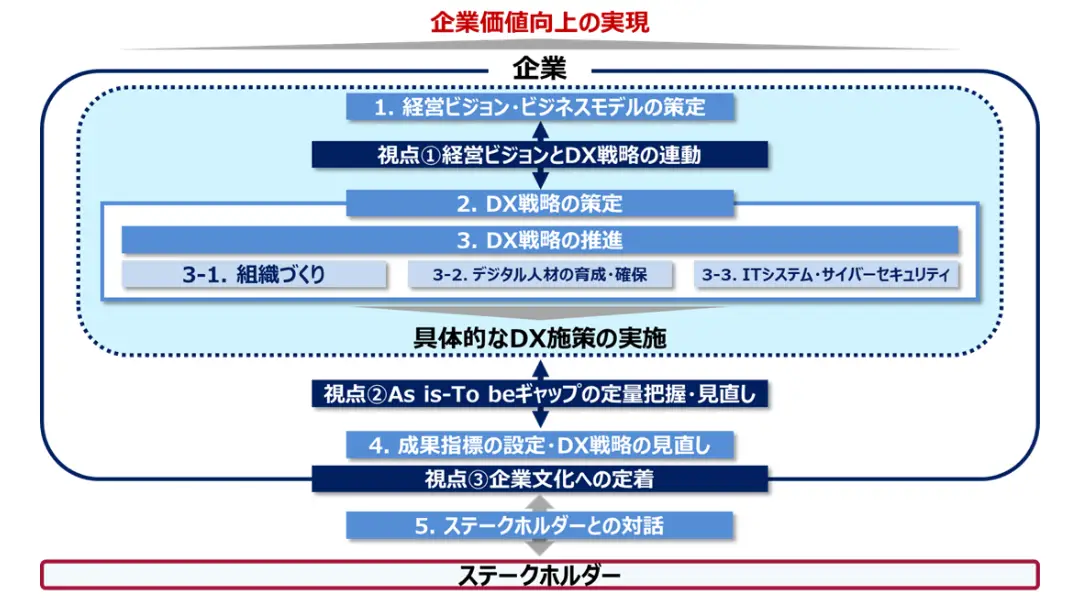 企業価値向上の実現
企業
1. 経営ビジョン・ビジネスモデルの策定
視点①経営ビジョンとDX戦略の連動
2. DX戦略の策定
3. DX戦略の推進
3-1. 組織づくり
3-2. デジタル人材の育成・確保
3-3. ITシステム・サイバーセキュリティ
具体的なDX施策の実施
視点②As is-To beギャップの定量把握・見直し
4. 成果指標の設定・DX戦略の見直し
視点③企業文化への定着
5. ステークホルダーとの対話
ステークホルダー